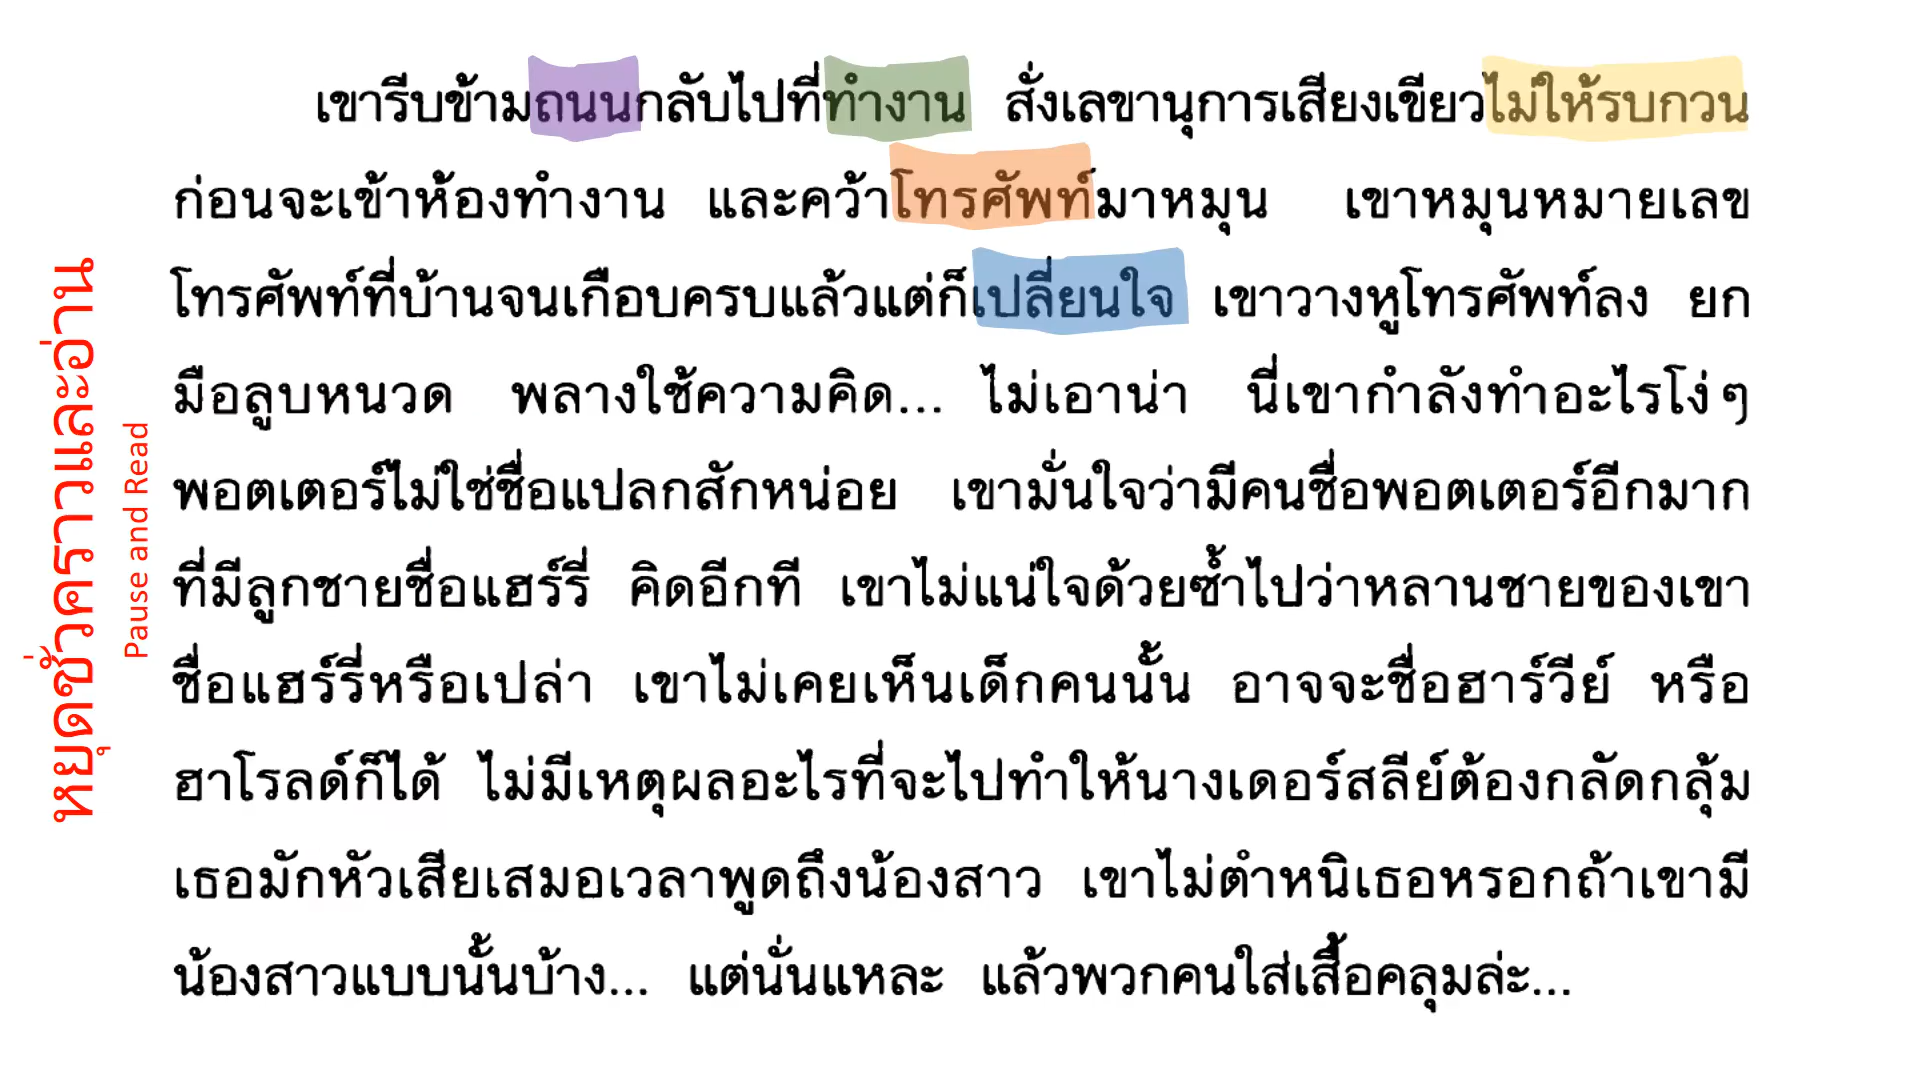 หยุดชั่วคราวและอ่าน
Pause and Read
เขารีบข้ามถนนกลับไปที่ทำงาน สั่งเลขานุการเสียงเขียวไม่ให้รบกวน
ก่อนจะเข้าห้องทำงาน และคว้าโทรศัพท์มาหมุน เขาหมุนหมายเลข
โทรศัพท์ที่บ้านจนเกือบครบแล้วแต่ก็เปลี่ยนใจ เขาวางหูโทรศัพท์ลง ยก
มือลูบหนวด พลางใช้ความคิด... ไม่เอาน่า นี่เขากำลังทำอะไรโง่ ๆ
พอตเตอร์ไม่ใช่ชื่อแปลกสักหน่อย เขามั่นใจว่ามีคนชื่อพอตเตอร์อีกมาก
ที่มีลูกชายชื่อแฮร์รี่ คิดอีกที เขาไม่แน่ใจด้วยซ้ำไปว่าหลานชายของเขา
ชื่อแฮร์รี่หรือเปล่า เขาไม่เคยเห็นเด็กคนนั้น อาจจะชื่อฮาร์วีย์ หรือ
ฮาโรลด์ก็ได้ ไม่มีเหตุผลอะไรที่จะไปทำให้นางเดอร์สลีย์ต้องกลัดกลุ้ม
เธอมักหัวเสียเสมอเวลาพูดถึงน้องสาว เขาไม่ตำหนิเธอหรอกถ้าเขามี
น้องสาวแบบนั้นบ้าง... แต่นั่นแหละ แล้วพวกคนใส่เสื้อคลุมล่ะ...